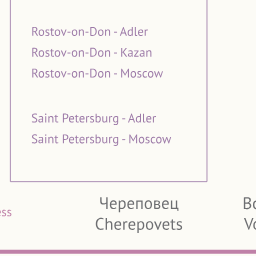 Rostov-on-Don - Adler
Rostov-on-Don - Kazan
Rostov-on-Don - Moscow
Saint Petersburg - Adler
Saint Petersburg - Moscow
Череповец
Cherepovets